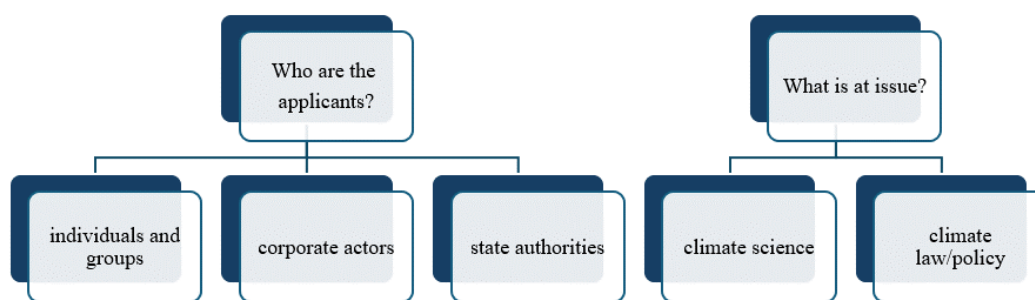 Who are the
applicants?
What is at issue?
individuals and
groups
corporate actors
state authorities
climate science
climate
law/policy